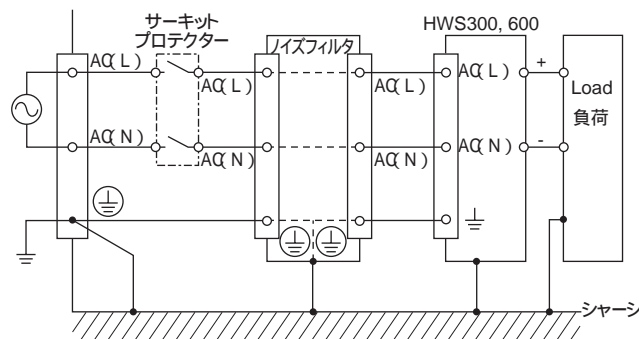 サーキット
プロテクター
ノイズフィルタ
HWS300, 600
AC(L)
AC(L)
AC(L)
AC(L)
+
Load
負荷
AC(N)
AC(N)
AC(N)
AC(N)
-
シャーシ